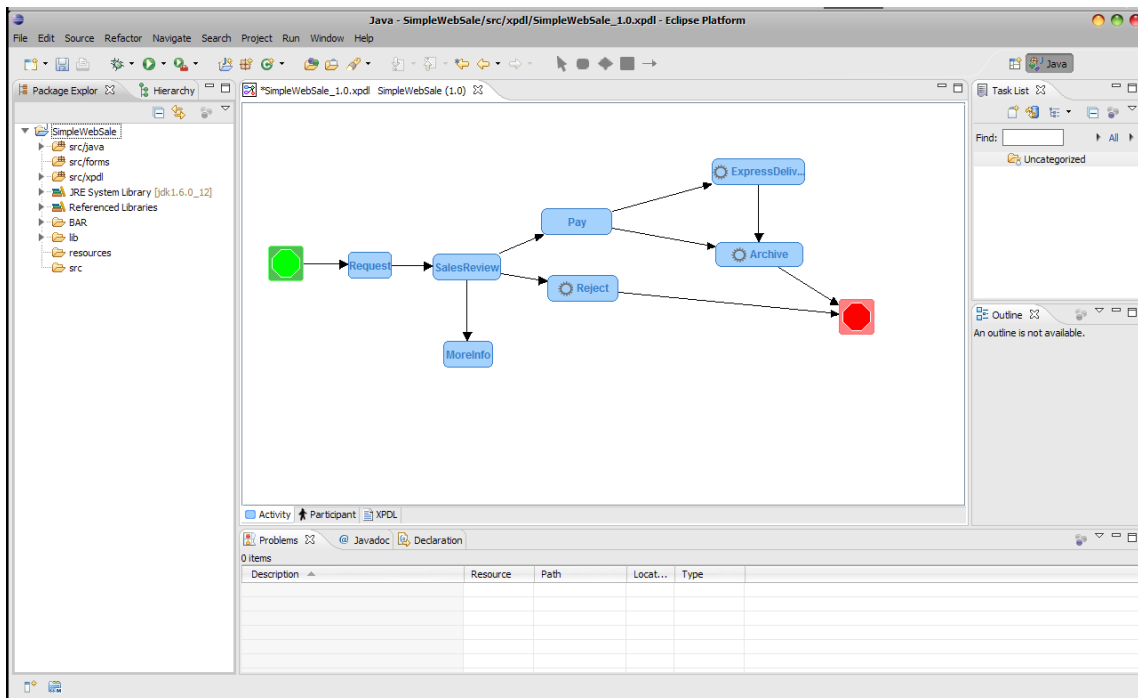 Java - SimpleWebSale/src/xpdl/SimpleWebSale_1.0.xpdl - Eclipse Platform
File Edit Source Refactor Navigate Search Project Run Window Help
Java
Package Explor Hierarchy
*SimpleWebSale_1.0.xpdl SimpleWebSale (1.0)
Task List
SimpleWebSale
src/java
src/forms
src/xpdl
JRE System Library [jdk1.6.0_12]
Referenced Libraries
BAR
lib
resources
src
ExpressDeliv...
Pay
Archive
Request
SalesReview
Reject
MoreInfo
Find: All
Uncategorized
Outline
An outline is not available.
Activity Participant XPDL
Problems @ Javadoc Declaration
0 items
Description Resource Path Locat... Type